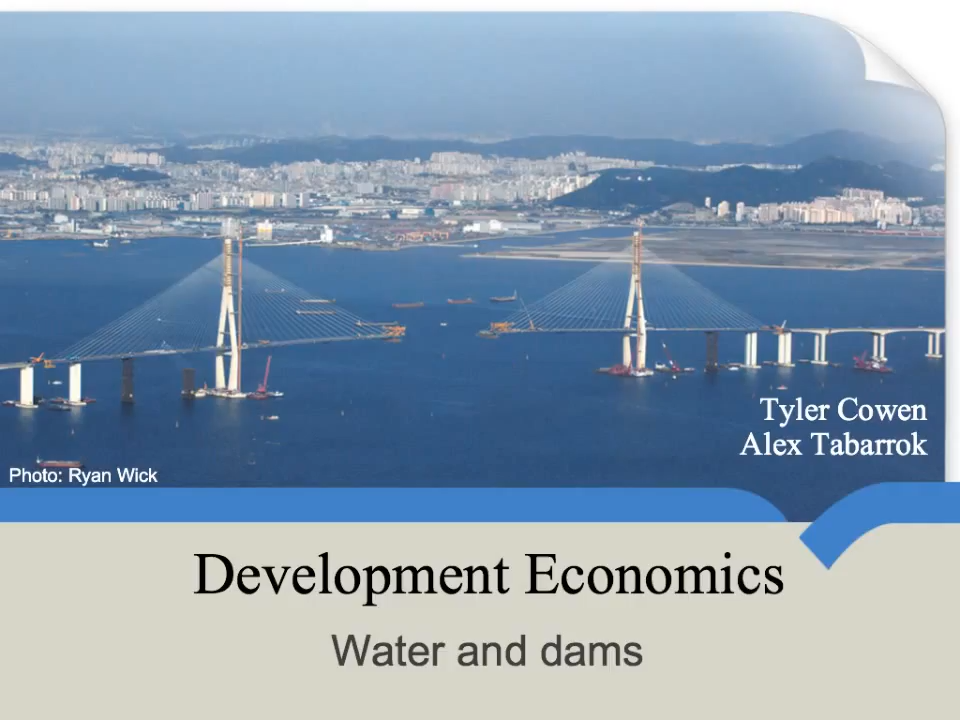 Tyler Cowen
Alex Tabarrok
Photo: Ryan Wick
Development Economics
Water and dams